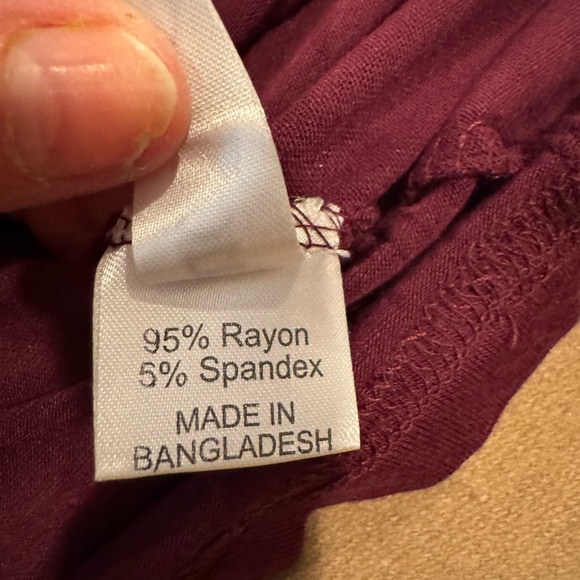 95% Rayon
5% Spandex
MADE IN
BANGLADESH